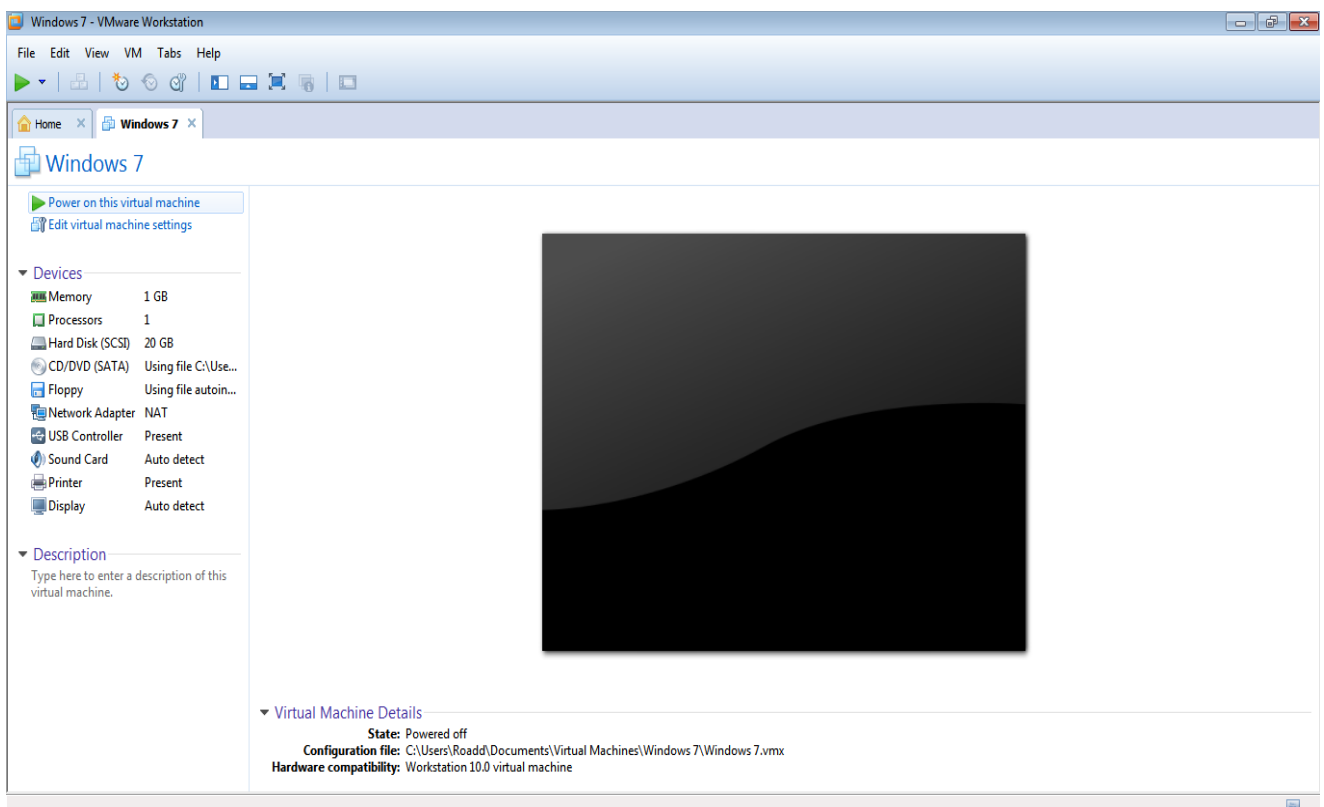 Windows 7 - VMware Workstation
File Edit View VM Tabs Help
Home Windows 7
Windows 7
Power on this virtual machine
Edit virtual machine settings
Devices
Memory 1 GB
Processors 1
Hard Disk (SCSI) 20 GB
CD/DVD (SATA) Using file C:\Use...
Floppy Using file autoin...
Network Adapter NAT
USB Controller Present
Sound Card Auto detect
Printer Present
Display Auto detect
Description
Type here to enter a description of this
virtual machine.
Virtual Machine Details
State: Powered off
Configuration file: C:\Users\Roadd\Documents\Virtual Machines\Windows 7\Windows 7.vmx
Hardware compatibility: Workstation 10.0 virtual machine